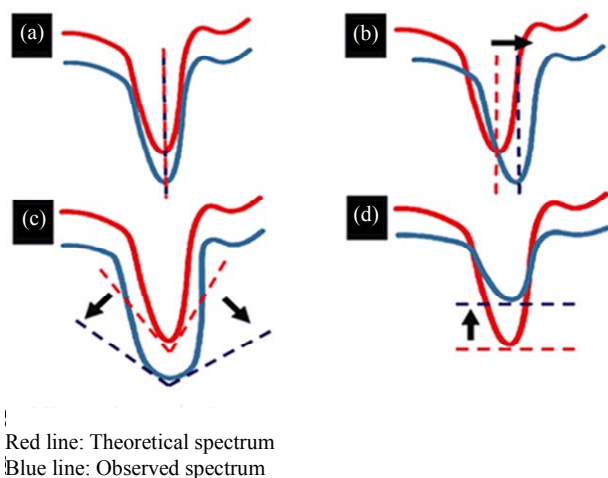 (a)
(b)
(c)
(d)
Red line: Theoretical spectrum
Blue line: Observed spectrum